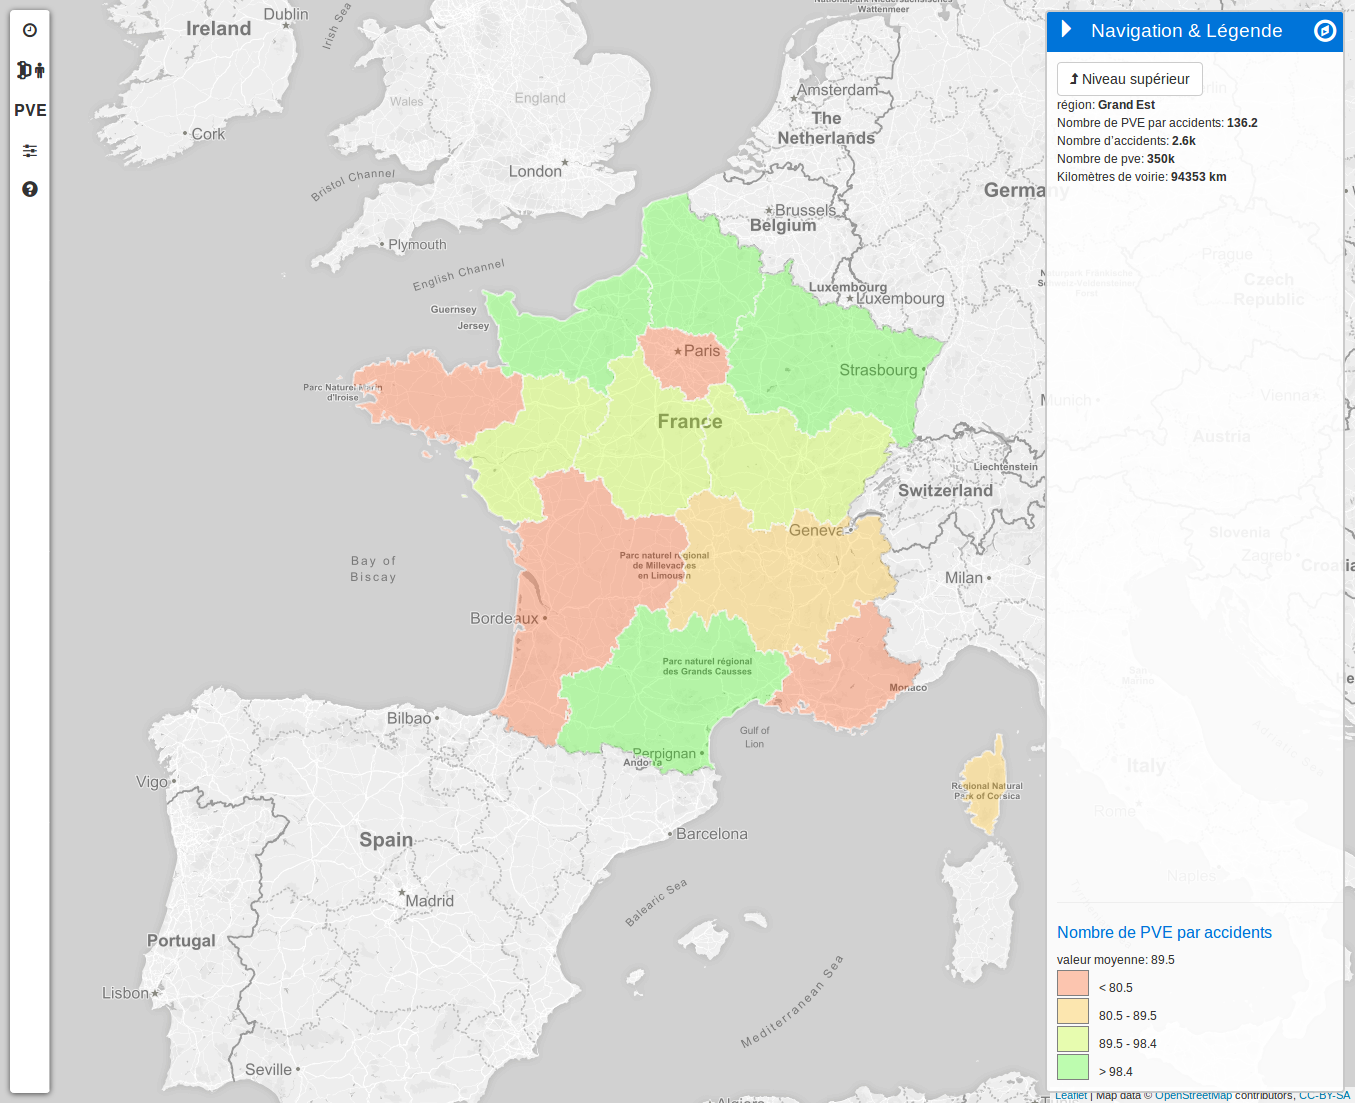 PVE
Navigation & Légende
Niveau supérieur
région: Grand Est
Nombre de PVE par accidents: 136.2
Nombre d'accidents: 2.6k
Nombre de pve: 350k
Kilomètres de voirie: 94353 km
Nationalpark Niedersächsisches
Wattenmeer
Dublin
Ireland
Irish Sea
Wales
England
Cork
Amsterdam
The
Netherlands
London
Bristol Channel
Germany
Brussels
Belgium
Plymouth
English Channel
Prague
Czech
Republic
Luxembourg
Luxembourg
Guernsey
Jersey
Paris
Strasbourg
Parc Naturel Marin
d'Iroise
Munich
Vienna
France
Austria
Liechtenstein
Switzerland
Geneva
Slovenia
Zagreb
Bay of
Biscay
Parc naturel régional
de Millevaches
en Limousin
Milan
Croatia
Bordeaux
Parc naturel régional
des Grands Causses
Monaco
San
Marino
Bilbao
Gulf of
Lion
Perpignan
Andorra
Vigo
Italy
Regional Natural
Park of Corsica
Rome
Spain
Barcelona
Naples
Madrid
Balearic Sea
Portugal
Lisbon
Mediterranean Sea
Seville
Algiers
Nombre de PVE par accidents
valeur moyenne: 89.5
< 80.5
80.5 - 89.5
89.5 - 98.4
> 98.4
Leaflet | Map data © OpenStreetMap contributors, CC-BY-SA